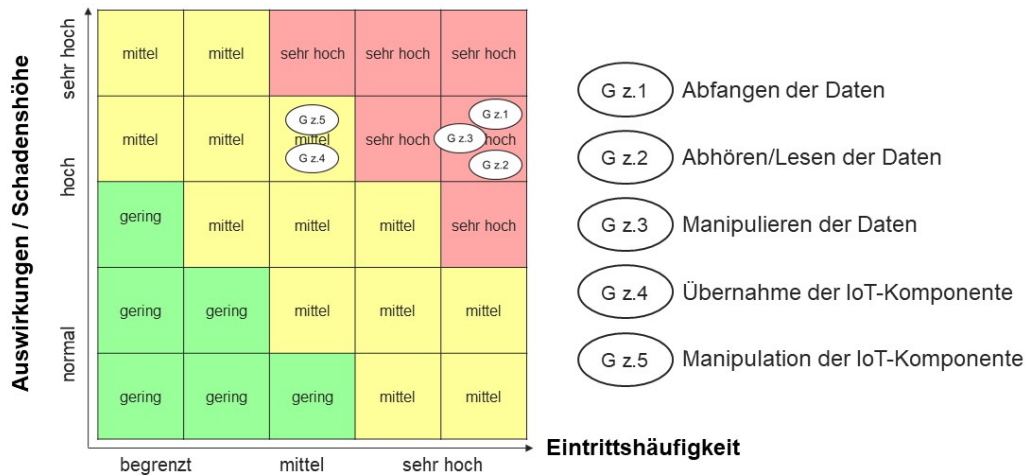 Auswirkungen / Schadenshöhe
sehr hoch
hoch
normal
mittel mittel sehr hoch sehr hoch sehr hoch
mittel mittel mittel sehr hoch hoch
G z.5
G z.4
G z.1
G z.3
G z.2
gering mittel mittel mittel sehr hoch
gering gering mittel mittel mittel
gering gering gering mittel mittel
begrenzt mittel sehr hoch
Eintrittshäufigkeit
G z.1 Abfangen der Daten
G z.2 Abhören/Lesen der Daten
G z.3 Manipulieren der Daten
G z.4 Übernahme der IoT-Komponente
G z.5 Manipulation der IoT-Komponente